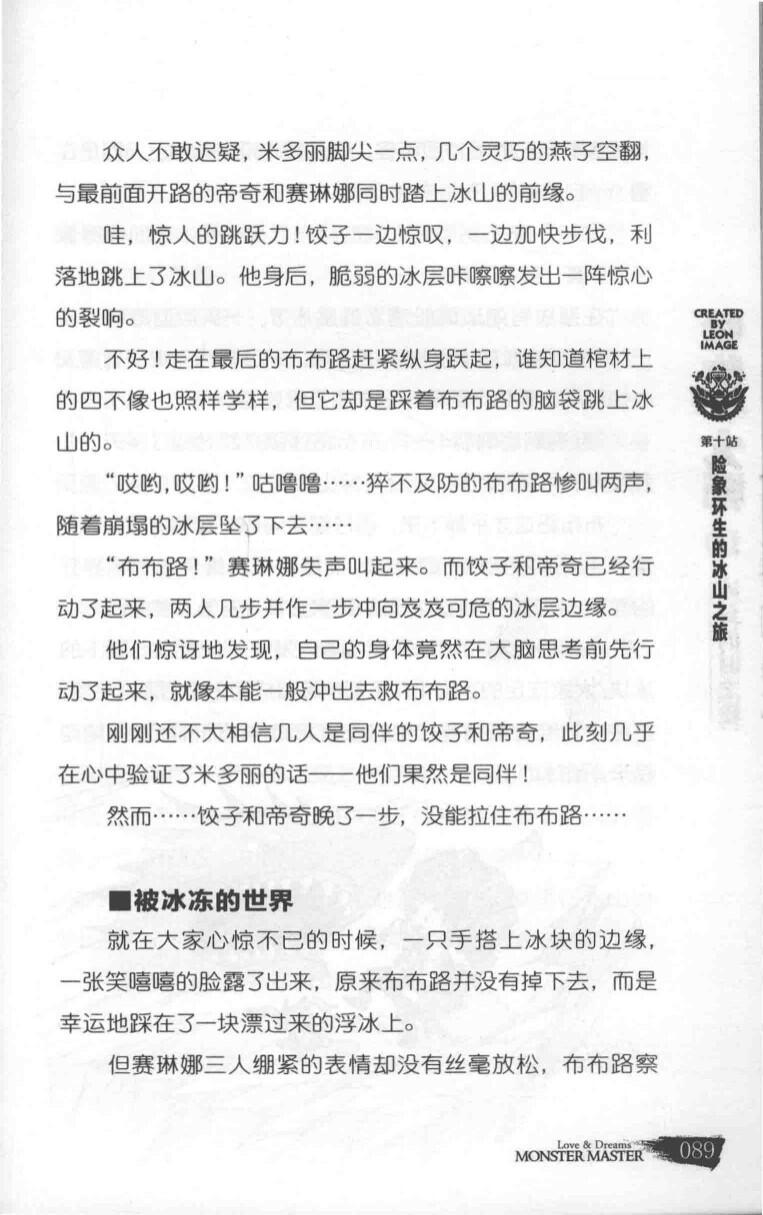 众人不敢迟疑，米多丽脚尖一点，几个灵巧的燕子空翻，
与最前面开路的帝奇和赛琳娜同时踏上冰山的前缘。
哇，惊人的跳跃力！饺子一边惊叹，一边加快步伐，利
落地跳上了冰山。他身后，脆弱的冰层咔嚓嚓发出一阵惊心
的裂响。
不好！走在最后的布布路赶紧纵身跃起，谁知道棺材上
的四不像也照样学样，但它却是踩着布布路的脑袋跳上冰
山的。
“哎哟，哎哟！”咕噜噜……猝不及防的布布路惨叫两声，
随着崩塌的冰层坠了下去……
“布布路！”赛琳娜失声叫起来。而饺子和帝奇已经行
动了起来，两人几步并作一步冲向岌岌可危的冰层边缘。
他们惊讶地发现，自己的身体竟然在大脑思考前先行
动了起来，就像本能一般冲出去救布布路。
刚刚还不大相信几人是同伴的饺子和帝奇，此刻几乎
在心中验证了米多丽的话——他们果然是同伴！
然而……饺子和帝奇晚了一步，没能拉住布布路……
■被冰冻的世界
就在大家心惊不已的时候，一只手搭上冰块的边缘，
一张笑嘻嘻的脸露了出来，原来布布路并没有掉下去，而是
幸运地踩在了一块漂过来的浮冰上。
但赛琳娜三人绷紧的表情却没有丝毫放松，布布路察
CREATED
BY
LEON
IMAGE
第十站
险象环生的冰山之旅
Love & Dreams
MONSTER MASTER
089